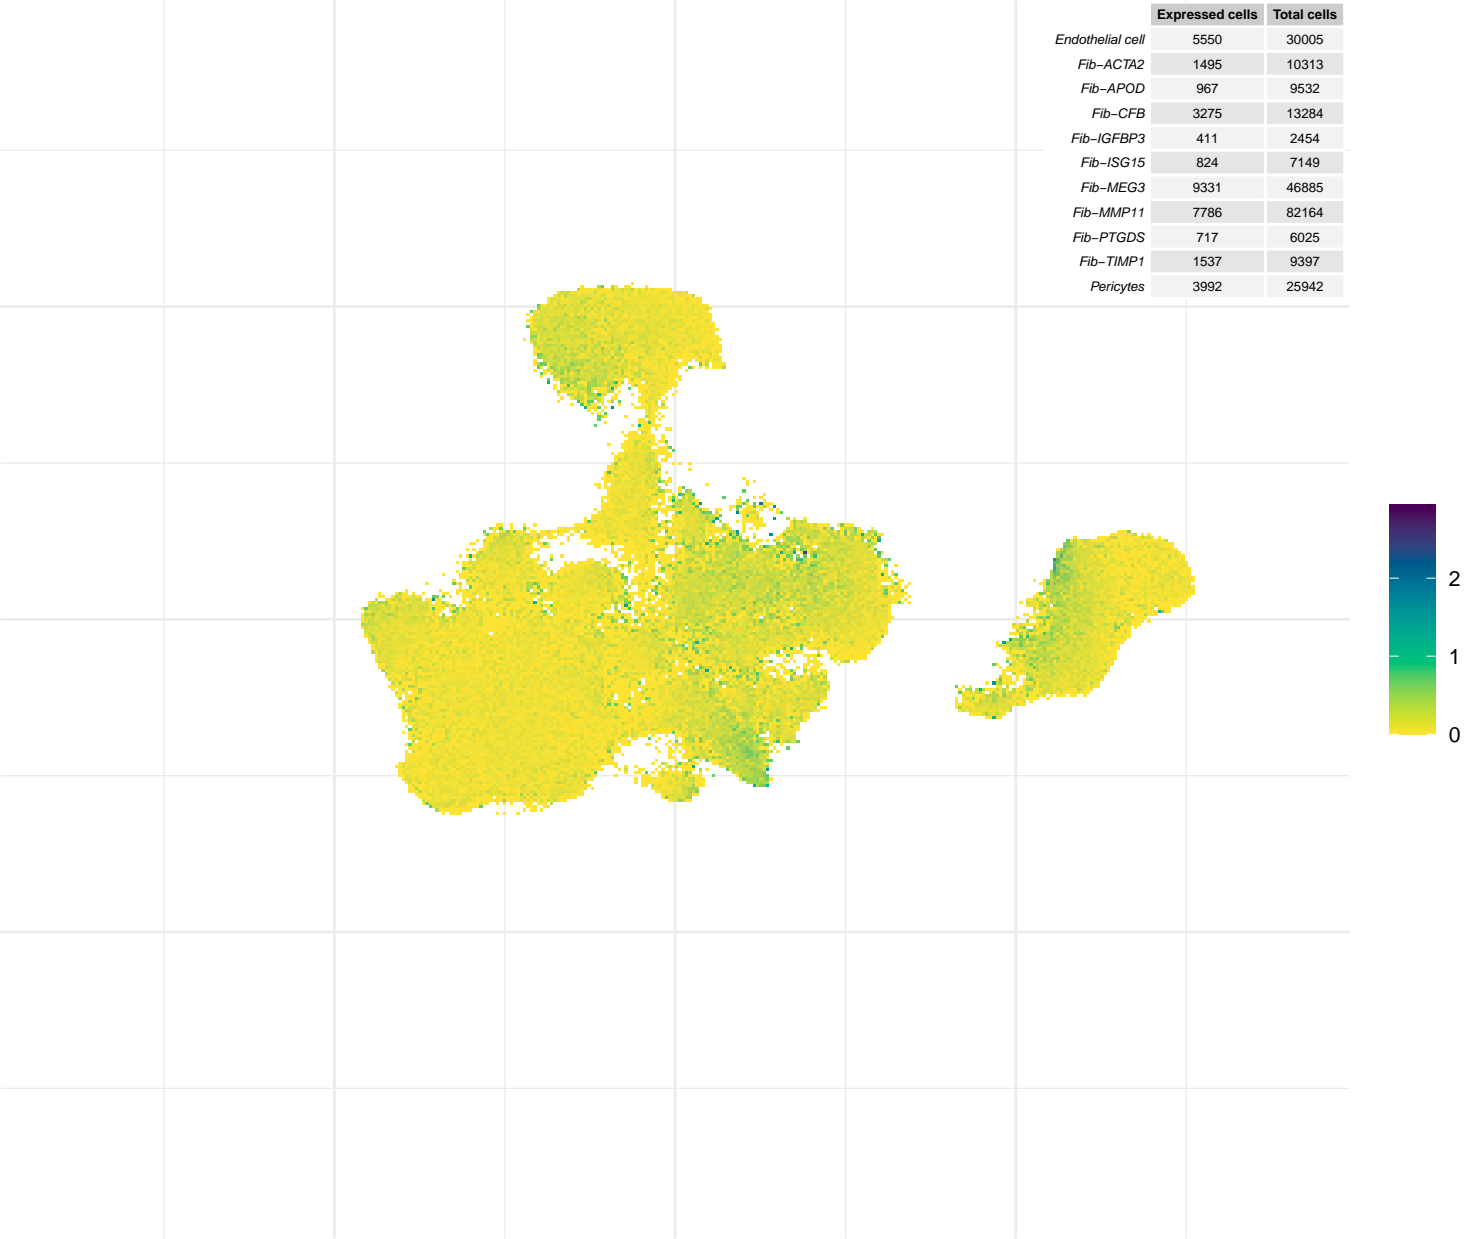 Expressed cells Total cells
Endothelial cell 5550 30005
Fib−ACTA2 1495 10313
Fib−APOD 967 9532
Fib−CFB 3275 13284
Fib−IGFBP3 411 2454
Fib−ISG15 824 7149
Fib−MEG3 9331 46885
Fib−MMP11 7786 82164
Fib−PTGDS 717 6025
Fib−TIMP1 1537 9397
Pericytes 3992 25942
2
1
0